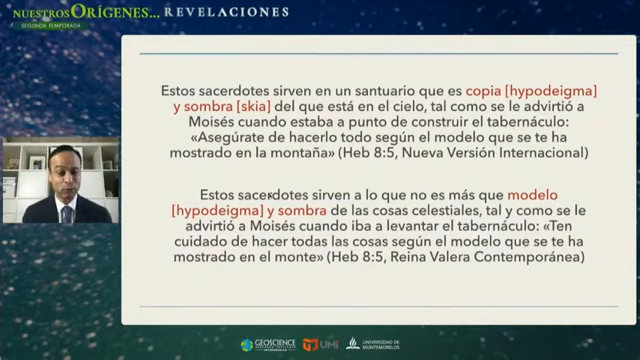 NUESTROS ORÍGENES... REVELACIONES
SEGUNDA TEMPORADA
Estos sacerdotes sirven en un santuario que es copia [hypodeigma]
y sombra [skia] del que está en el cielo, tal como se le advirtió a
Moisés cuando estaba a punto de construir el tabernáculo:
«Asegúrate de hacerlo todo según el modelo que se te ha
mostrado en la montaña» (Heb 8:5, Nueva Versión Internacional)
Estos sacerdotes sirven a lo que no es más que modelo
[hypodeigma] y sombra de las cosas celestiales, tal y como se le
advirtió a Moisés cuando iba a levantar el tabernáculo: «Ten
cuidado de hacer todas las cosas según el modelo que se te ha
mostrado en el monte» (Heb 8:5, Reina Valera Contemporánea)
GEOSCIENCE
RESEARCH INSTITUTE
UMi
UNIVERSIDAD
DE MONTEMORELOS